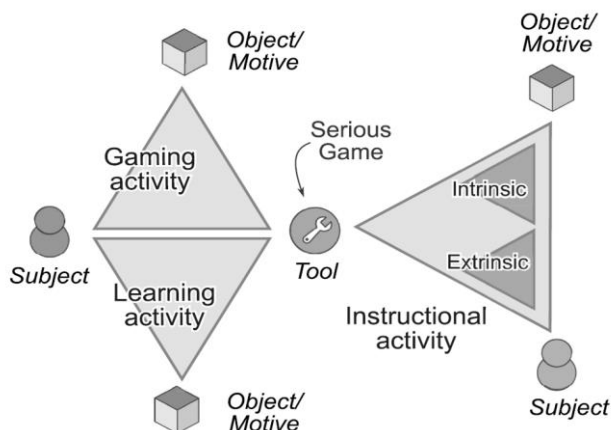 Object/
Motive
Object/
Motive
Serious
Game
Gaming
activity
Intrinsic
Subject
Tool
Extrinsic
Learning
activity
Instructional
activity
Object/
Motive
Subject